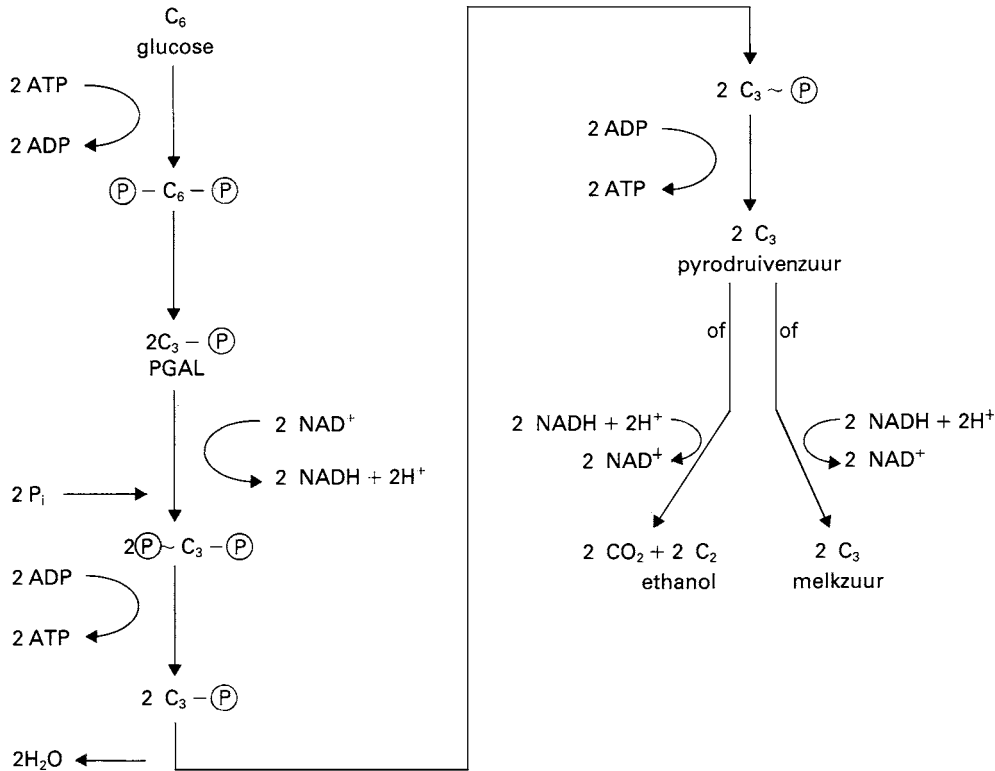 C₆
glucose
2 ATP
2 ADP
Ⓟ – C₆ – Ⓟ
2C₃ – Ⓟ
PGAL
2 NAD⁺
2 NADH + 2H⁺
2 Pᵢ
2Ⓟ~ C₃ – Ⓟ
2 ADP
2 ATP
2 C₃ – Ⓟ
2H₂O
2 C₃ ~ Ⓟ
2 ADP
2 ATP
2 C₃
pyrodruivenzuur
of of
2 NADH + 2H⁺
2 NAD⁺
2 NADH + 2H⁺
2 NAD⁺
2 CO₂ + 2 C₂
ethanol
2 C₃
melkzuur